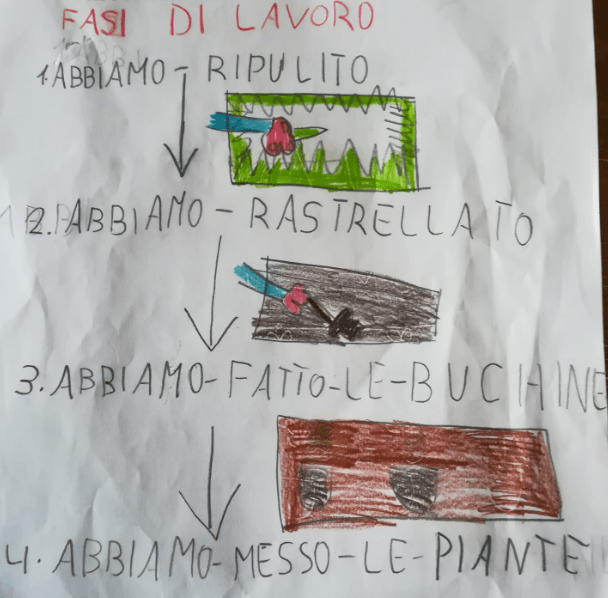 FASI DI LAVORO
1. ABBIAMO - RIPULITO
2. ABBIAMO - RASTRELLATO
3. ABBIAMO-FATTO-LE-BUCHINE
4. ABBIAMO-MESSO-LE-PIANTE